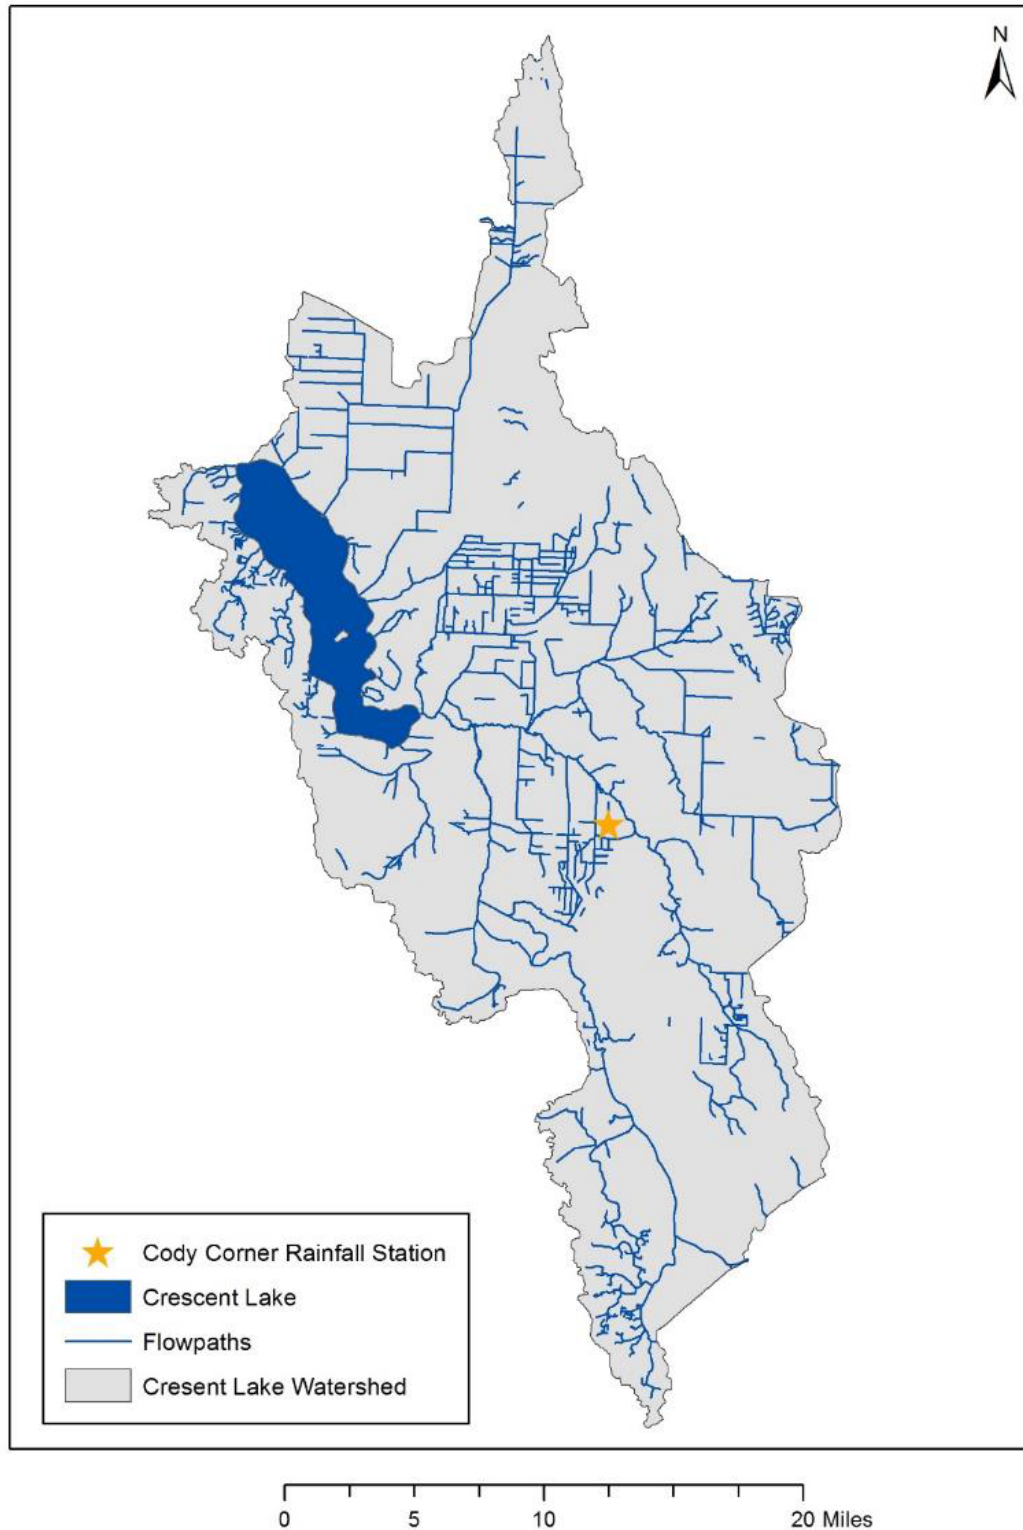 N
Cody Corner Rainfall Station
Crescent Lake
Flowpaths
Cresent Lake Watershed
0 5 10 20 Miles